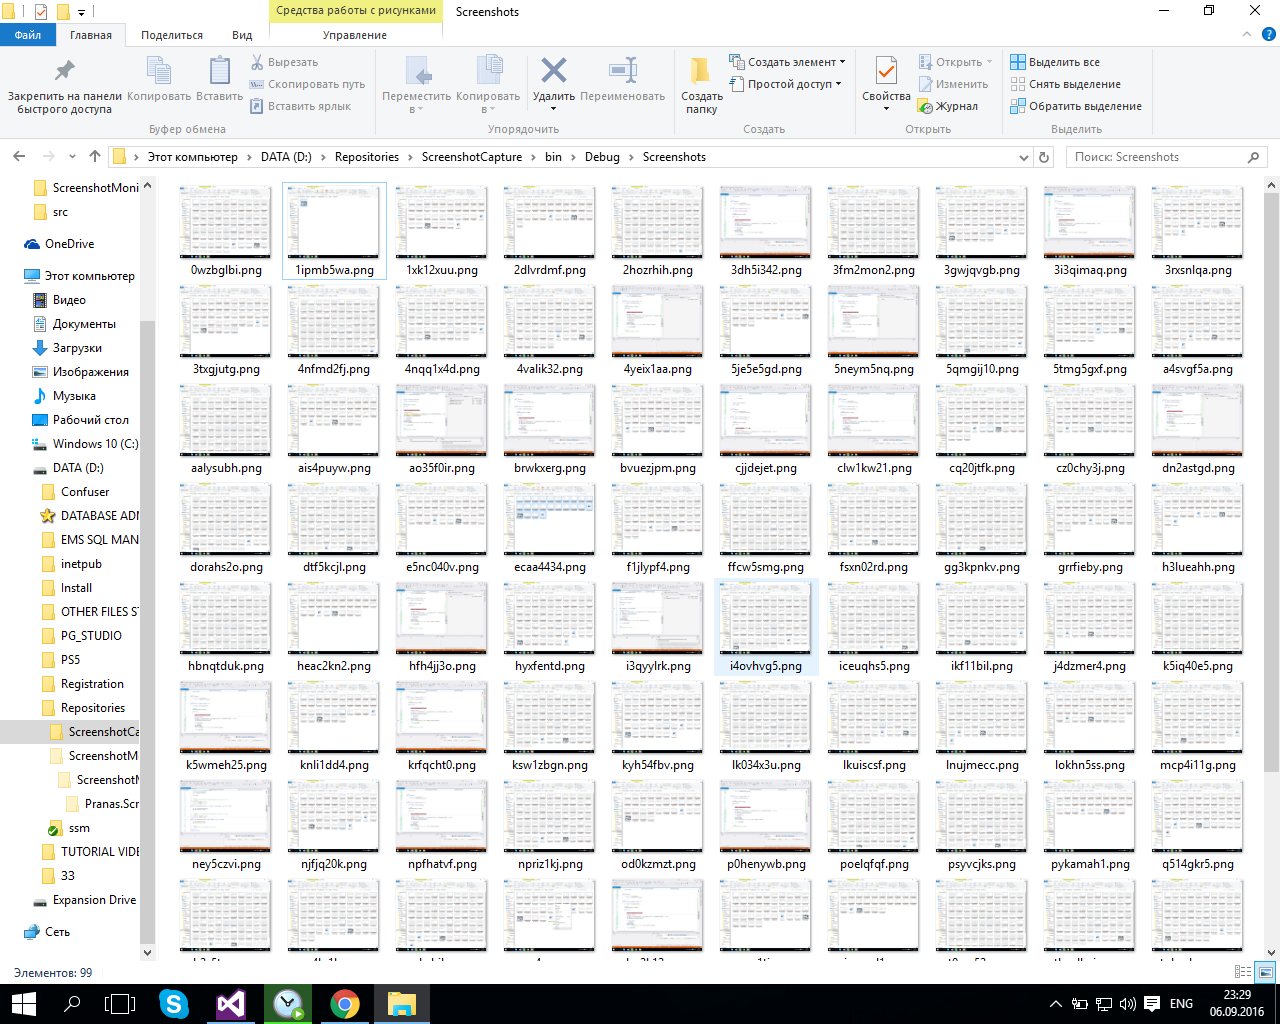 Средства работы с рисунками
Screenshots
Файл
Главная
Поделиться
Вид
Управление
Закрепить на панели быстрого доступа
Копировать
Вставить
Вырезать
Скопировать путь
Вставить ярлык
Буфер обмена
Переместить в
Копировать в
Удалить
Переименовать
Упорядочить
Создать папку
Создать элемент
Простой доступ
Создать
Свойства
Открыть
Изменить
Журнал
Открыть
Выделить все
Снять выделение
Обратить выделение
Выделить
Этот компьютер
DATA (D:)
Repositories
ScreenshotCapture
bin
Debug
Screenshots
Поиск: Screenshots
ScreenshotMoni
src
OneDrive
Этот компьютер
Видео
Документы
Загрузки
Изображения
Музыка
Рабочий стол
Windows 10 (C:)
DATA (D:)
Confuser
DATABASE ADM
EMS SQL MAN
inetpub
Install
OTHER FILES ST
PG_STUDIO
PS5
Registration
Repositories
ScreenshotCa
ScreenshotM
Screenshot
Pranas.Scr
ssm
TUTORIAL VIDE
33
Expansion Drive
Сеть
0wzbglbi.png 1ipmb5wa.png 1xk12xuu.png 2dlvrdmf.png 2hozrhih.png 3dh5i342.png 3fm2mon2.png 3gwjqvgb.png 3i3qimaq.png 3rxsnlqa.png
3txgjutg.png 4nfmd2fj.png 4nqq1x4d.png 4valik32.png 4yeix1aa.png 5je5e5gd.png 5neym5nq.png 5qmgij10.png 5tmg5gxf.png a4svgf5a.png
aalysubh.png ais4puyw.png ao35f0ir.png brwkxerg.png bvuezjpm.png cjjdejet.png clw1kw21.png cq20jtfk.png cz0chy3j.png dn2astgd.png
dorahs2o.png dtf5kcjl.png e5nc040v.png ecaa4434.png f1jlypf4.png ffcw5smg.png fsxn02rd.png gg3kpnkv.png grrfieby.png h3lueahh.png
hbnqtduk.png heac2kn2.png hfh4jj3o.png hyxfentd.png i3qyylrk.png i4ovhvg5.png iceuqhs5.png ikf11bil.png j4dzmer4.png k5iq40e5.png
k5wmeh25.png knli1dd4.png krfqcht0.png ksw1zbgn.png kyh54fbv.png lk034x3u.png lkuiscsf.png lnujmecc.png lokhn5ss.png mcp4i11g.png
ney5czvi.png njfjq20k.png npfhatvf.png npriz1kj.png od0kzmzt.png p0henywb.png poelqfqf.png psyvcjks.png pykamah1.png q514gkr5.png
Элементов: 99
ENG
23:29
06.09.2016